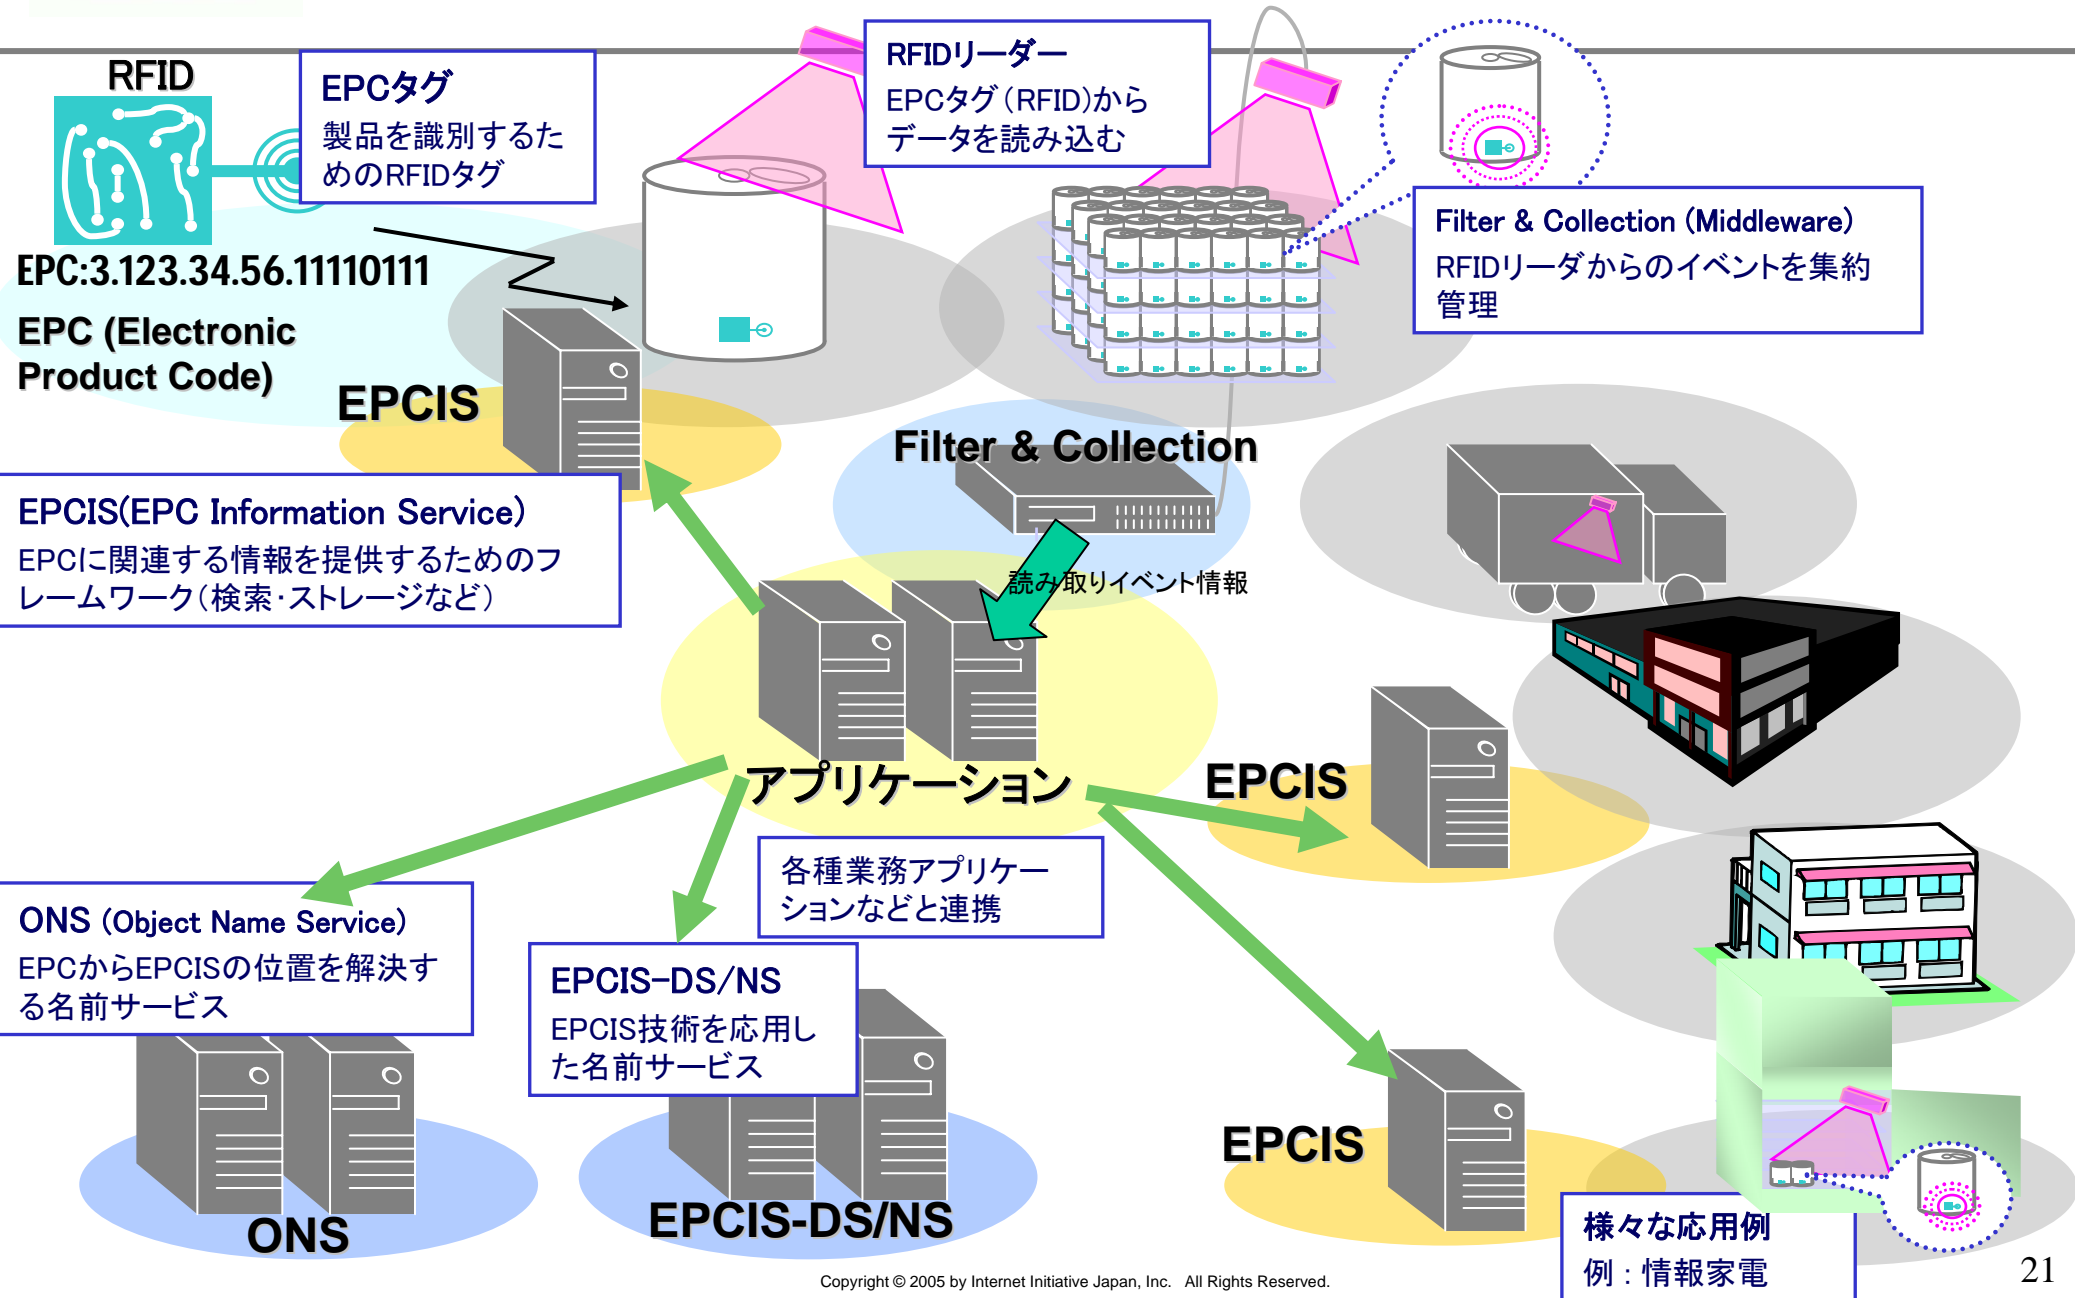 RFID
EPCタグ
製品を識別するた
めのRFIDタグ
RFIDリーダー
EPCタグ(RFID)から
データを読み込む
Filter & Collection (Middleware)
RFIDリーダからのイベントを集約
管理
EPC:3.123.34.56.11110111
EPC (Electronic
Product Code)
EPCIS
Filter & Collection
EPCIS(EPC Information Service)
EPCに関連する情報を提供するためのフ
レームワーク(検索・ストレージなど)
読み取りイベント情報
アプリケーション
EPCIS
各種業務アプリケー
ションなどと連携
ONS (Object Name Service)
EPCからEPCISの位置を解決す
る名前サービス
EPCIS-DS/NS
EPCIS技術を応用し
た名前サービス
EPCIS
ONS
EPCIS-DS/NS
様々な応用例
例:情報家電
Copyright © 2005 by Internet Initiative Japan, Inc. All Rights Reserved.
21